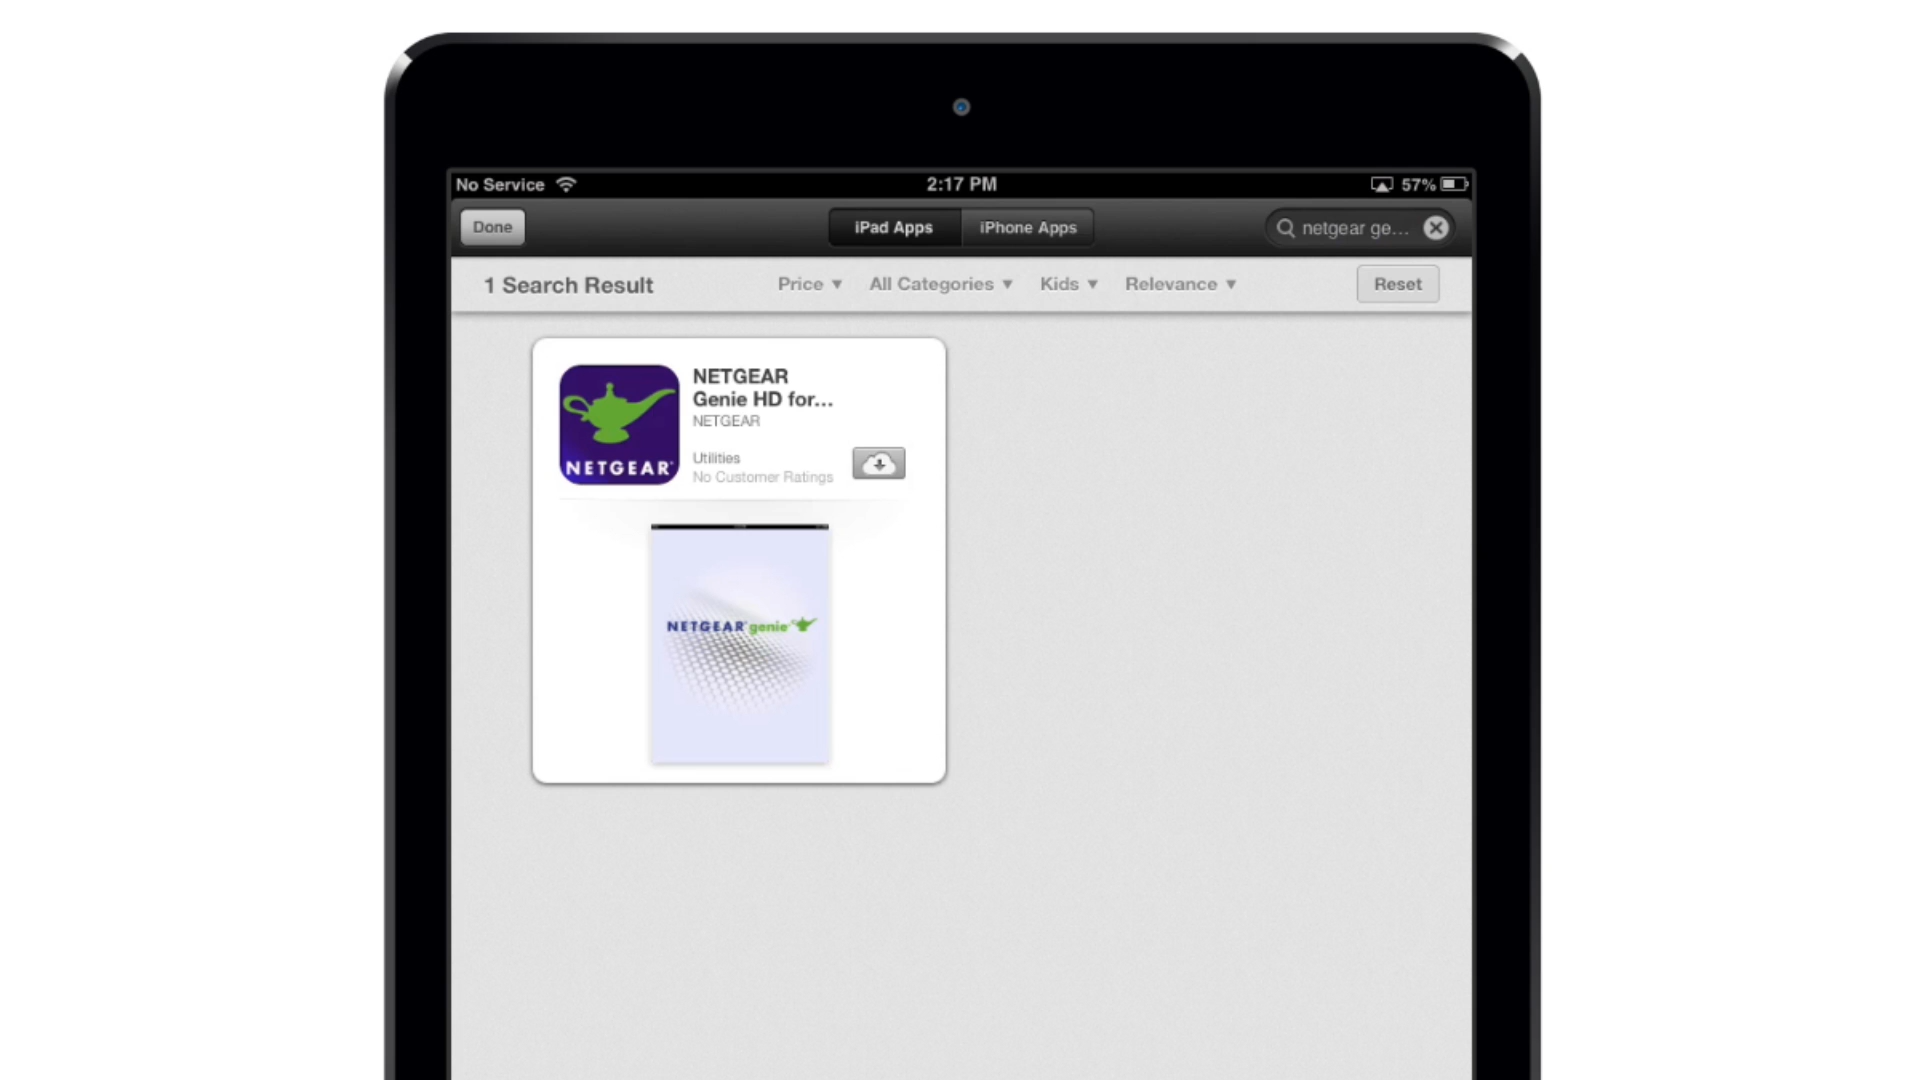 No Service
2:17 PM
57%
Done
iPad Apps
iPhone Apps
netgear ge...
1 Search Result
Price ▼
All Categories ▼
Kids ▼
Relevance ▼
Reset
NETGEAR
Genie HD for...
NETGEAR
Utilities
No Customer Ratings
NETGEAR®
NETGEAR® genie®